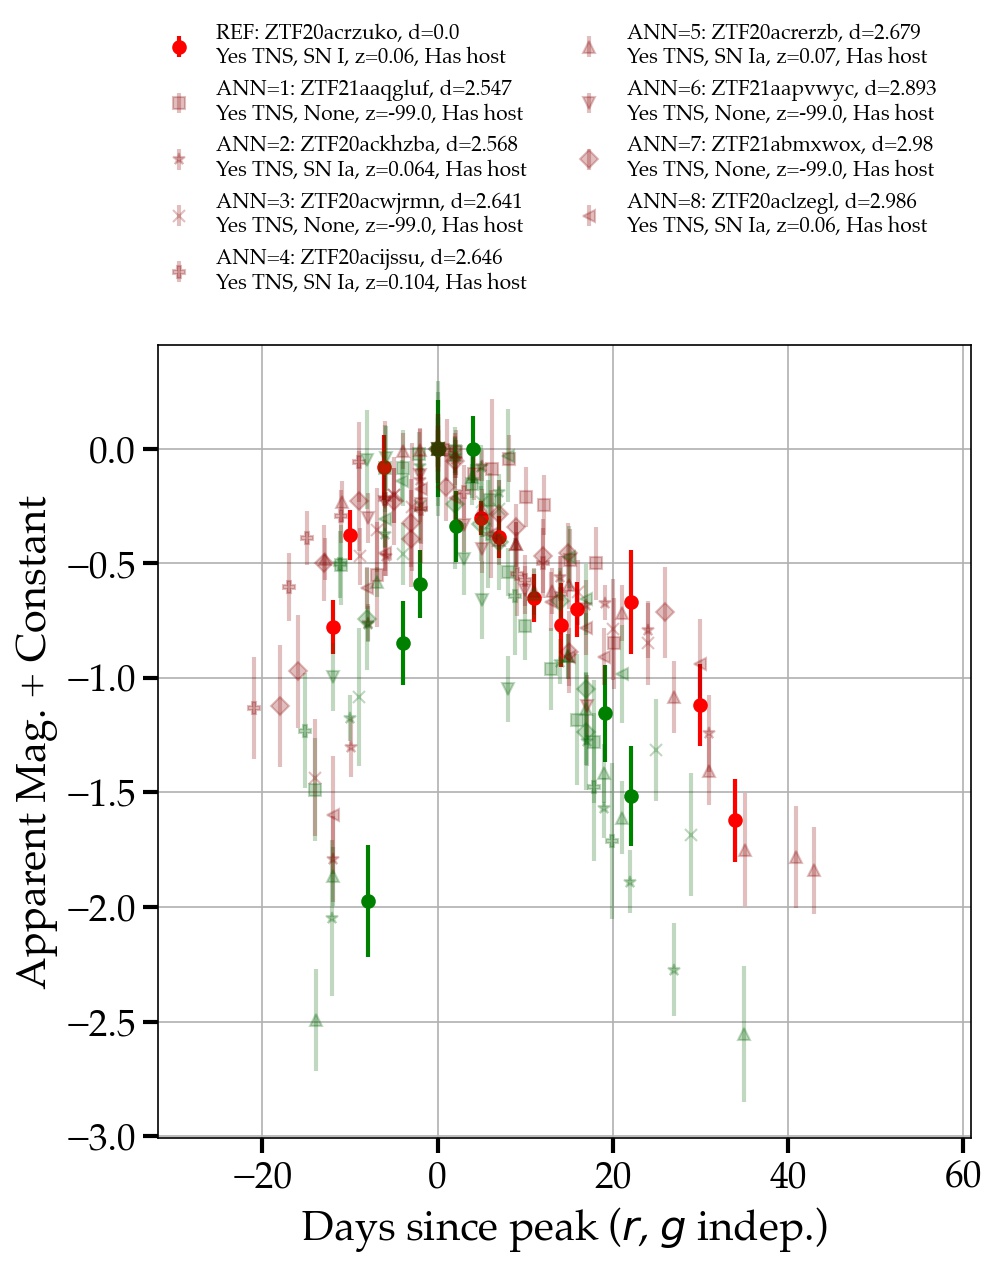 REF: ZTF20acrzuko, d=0.0
Yes TNS, SN I, z=0.06, Has host
ANN=1: ZTF21aaqgluf, d=2.547
Yes TNS, None, z=-99.0, Has host
ANN=2: ZTF20ackhzba, d=2.568
Yes TNS, SN Ia, z=0.064, Has host
ANN=3: ZTF20acwjrmn, d=2.641
Yes TNS, None, z=-99.0, Has host
ANN=4: ZTF20acijssu, d=2.646
Yes TNS, SN Ia, z=0.104, Has host
ANN=5: ZTF20acrerzb, d=2.679
Yes TNS, SN Ia, z=0.07, Has host
ANN=6: ZTF21aapvwyc, d=2.893
Yes TNS, None, z=-99.0, Has host
ANN=7: ZTF21abmxwox, d=2.98
Yes TNS, None, z=-99.0, Has host
ANN=8: ZTF20aclzegl, d=2.986
Yes TNS, SN Ia, z=0.06, Has host
Apparent Mag. + Constant
0.0
−0.5
−1.0
−1.5
−2.0
−2.5
−3.0
−20
0
20
40
60
Days since peak (r, g indep.)